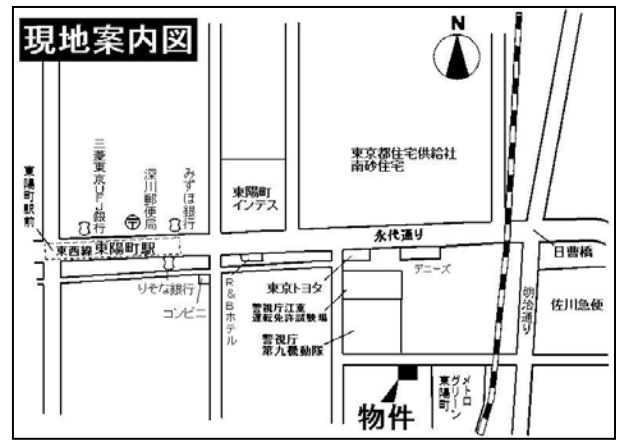 現地案内図
N
三菱東京UFJ銀行
深川郵便局
みずほ銀行
東陽町駅前
東西線 東陽町駅
りそな銀行
コンビニ
東陽町
インテス
R&Bホテル
東京都住宅供給社
南砂住宅
永代通り
デニーズ
東京トヨタ
警視庁江東
運転免許試験場
警視庁
第九機動隊
日曹橋
明治通り
佐川急便
物件
メトロ
グリーン
東陽町